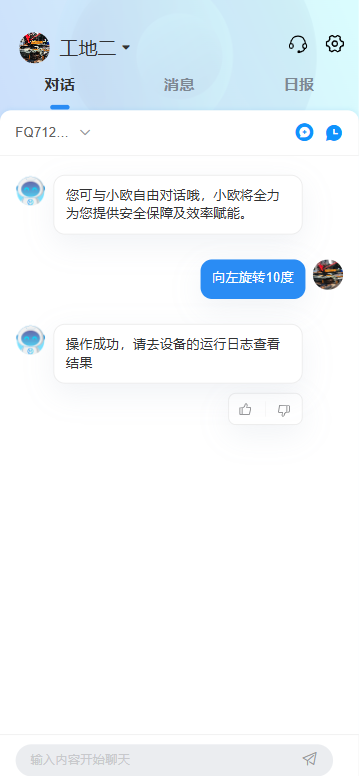 工地二
对话 消息 日报
FQ712...
您可与小欧自由对话哦，小欧将全力
为您提供安全保障及效率赋能。
向左旋转10度
操作成功，请去设备的运行日志查看
结果
输入内容开始聊天